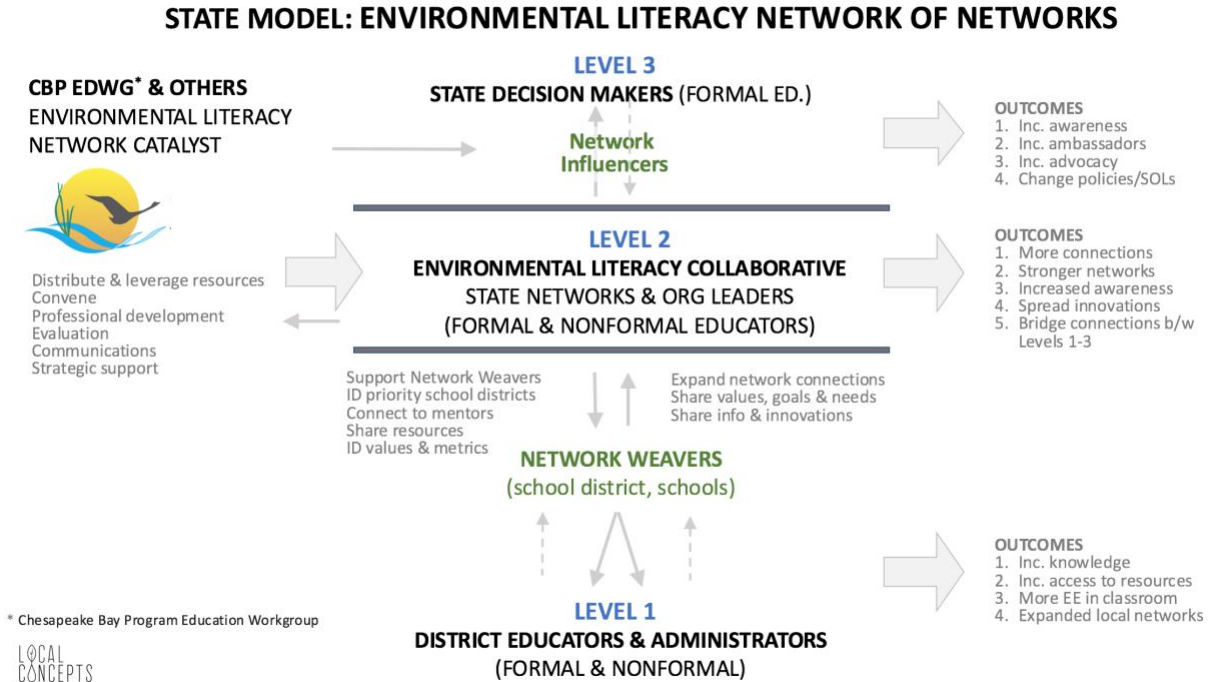 STATE MODEL: ENVIRONMENTAL LITERACY NETWORK OF NETWORKS
CBP EDWG* & OTHERS
ENVIRONMENTAL LITERACY
NETWORK CATALYST
Distribute & leverage resources
Convene
Professional development
Evaluation
Communications
Strategic support
LEVEL 3
STATE DECISION MAKERS (FORMAL ED.)
Network
Influencers
OUTCOMES
1. Inc. awareness
2. Inc. ambassadors
3. Inc. advocacy
4. Change policies/SOLs
LEVEL 2
ENVIRONMENTAL LITERACY COLLABORATIVE
STATE NETWORKS & ORG LEADERS
(FORMAL & NONFORMAL EDUCATORS)
OUTCOMES
1. More connections
2. Stronger networks
3. Increased awareness
4. Spread innovations
5. Bridge connections b/w
Levels 1-3
Support Network Weavers
ID priority school districts
Connect to mentors
Share resources
ID values & metrics
Expand network connections
Share values, goals & needs
Share info & innovations
NETWORK WEAVERS
(school district, schools)
LEVEL 1
DISTRICT EDUCATORS & ADMINISTRATORS
(FORMAL & NONFORMAL)
OUTCOMES
1. Inc. knowledge
2. Inc. access to resources
3. More EE in classroom
4. Expanded local networks
* Chesapeake Bay Program Education Workgroup
LOCAL
CONCEPTS